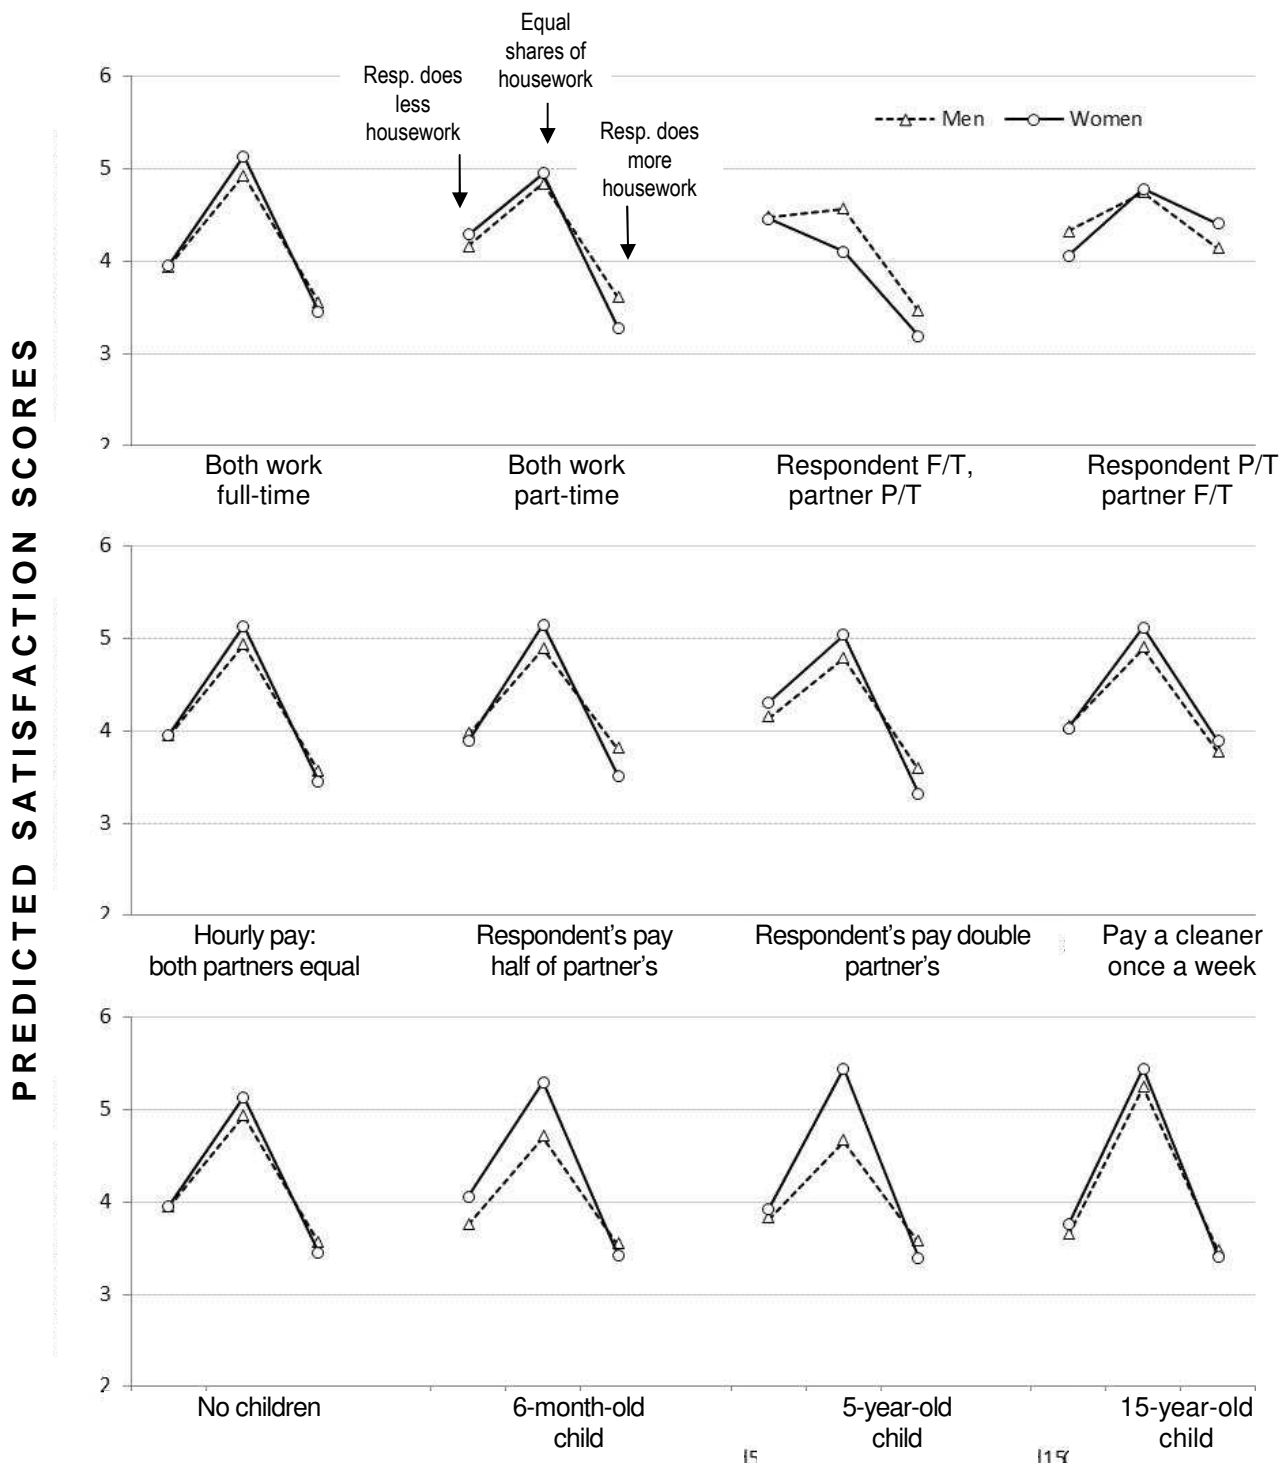 Equal
shares of
housework
Resp. does
less
housework
Resp. does
more
housework
Men
Women
PREDICTED SATISFACTION SCORES
6
5
4
3
2
Both work
full-time
Both work
part-time
Respondent F/T,
partner P/T
Respondent P/T
partner F/T
6
5
4
3
2
Hourly pay:
both partners equal
Respondent's pay
half of partner's
Respondent's pay double
partner's
Pay a cleaner
once a week
6
5
4
3
2
No children
6-month-old
child
5-year-old
child
15-year-old
child